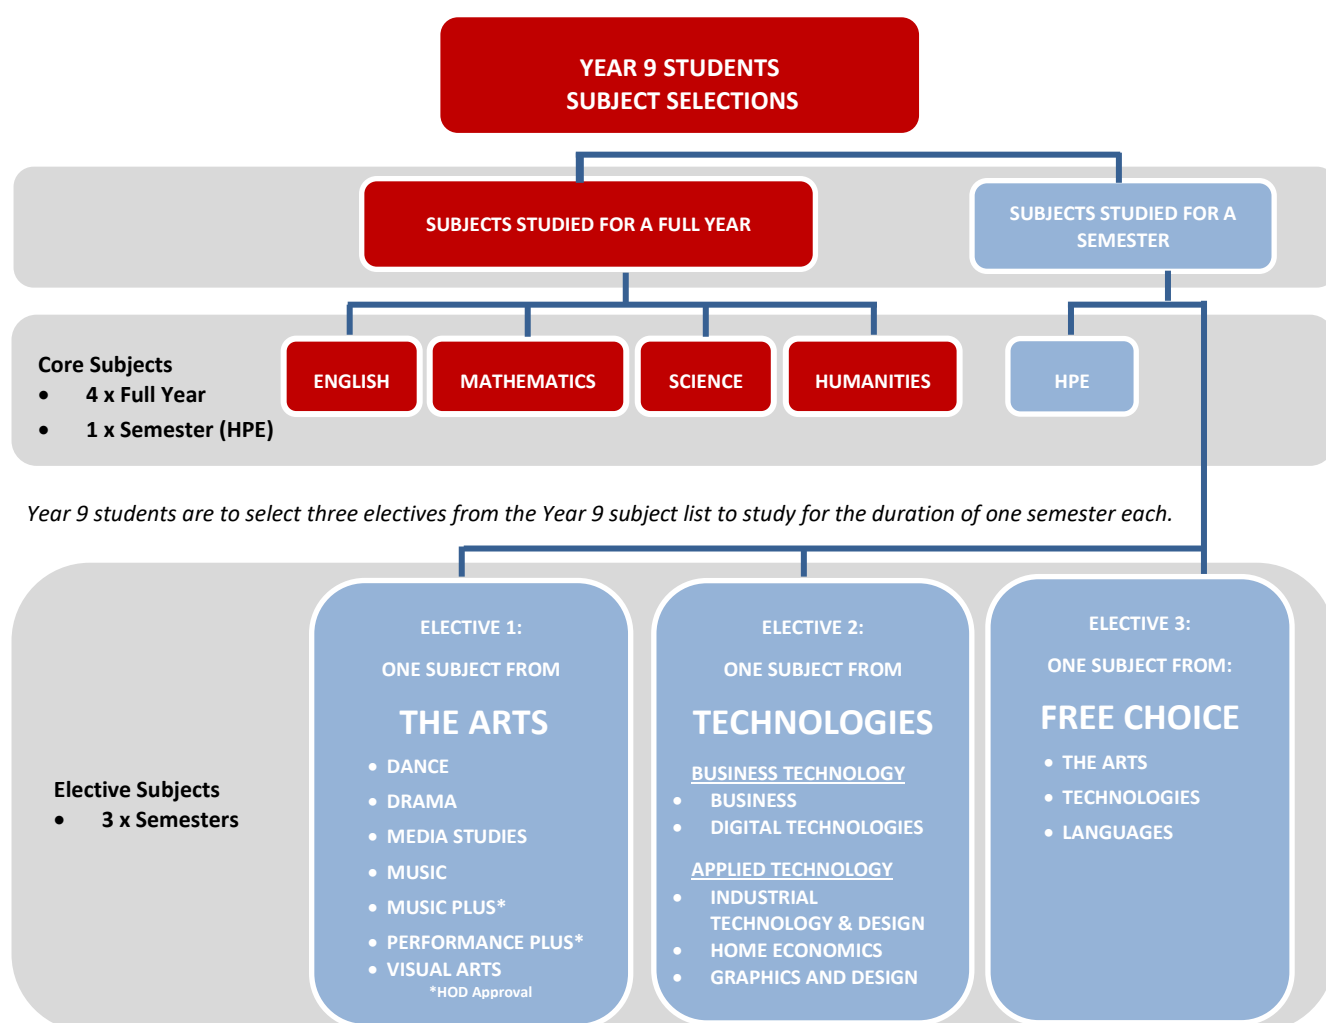 YEAR 9 STUDENTS
SUBJECT SELECTIONS
SUBJECTS STUDIED FOR A FULL YEAR
SUBJECTS STUDIED FOR A
SEMESTER
Core Subjects
• 4 x Full Year
• 1 x Semester (HPE)
ENGLISH
MATHEMATICS
SCIENCE
HUMANITIES
HPE
Year 9 students are to select three electives from the Year 9 subject list to study for the duration of one semester each.
Elective Subjects
• 3 x Semesters
ELECTIVE 1:
ONE SUBJECT FROM
THE ARTS
• DANCE
• DRAMA
• MEDIA STUDIES
• MUSIC
• MUSIC PLUS*
• PERFORMANCE PLUS*
• VISUAL ARTS
*HOD Approval
ELECTIVE 2:
ONE SUBJECT FROM
TECHNOLOGIES
BUSINESS TECHNOLOGY
• BUSINESS
• DIGITAL TECHNOLOGIES
APPLIED TECHNOLOGY
• INDUSTRIAL
TECHNOLOGY & DESIGN
• HOME ECONOMICS
• GRAPHICS AND DESIGN
ELECTIVE 3:
ONE SUBJECT FROM:
FREE CHOICE
• THE ARTS
• TECHNOLOGIES
• LANGUAGES